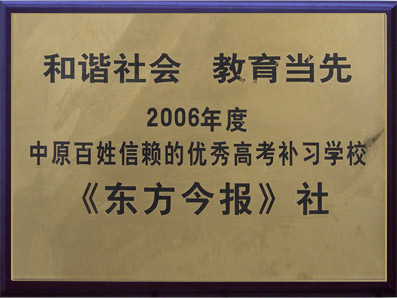 和谐社会 教育当先
2006年度
中原百姓信赖的优秀高考补习学校
《东方今报》社